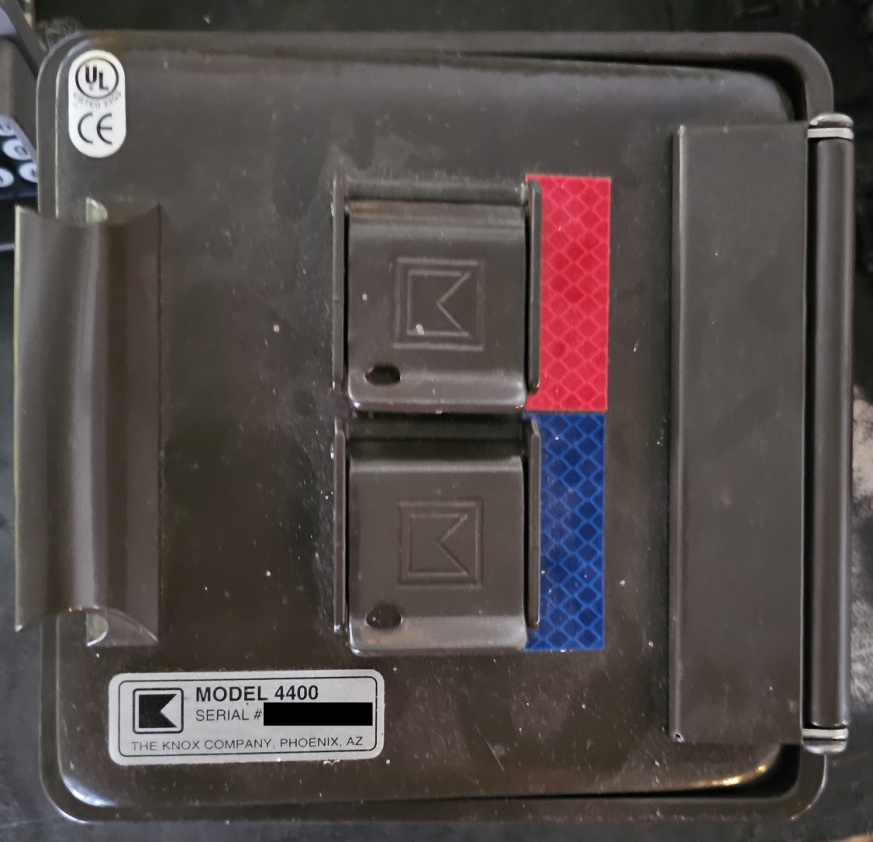 UL
LISTED
CE
MODEL 4400
SERIAL #
THE KNOX COMPANY, PHOENIX, AZ